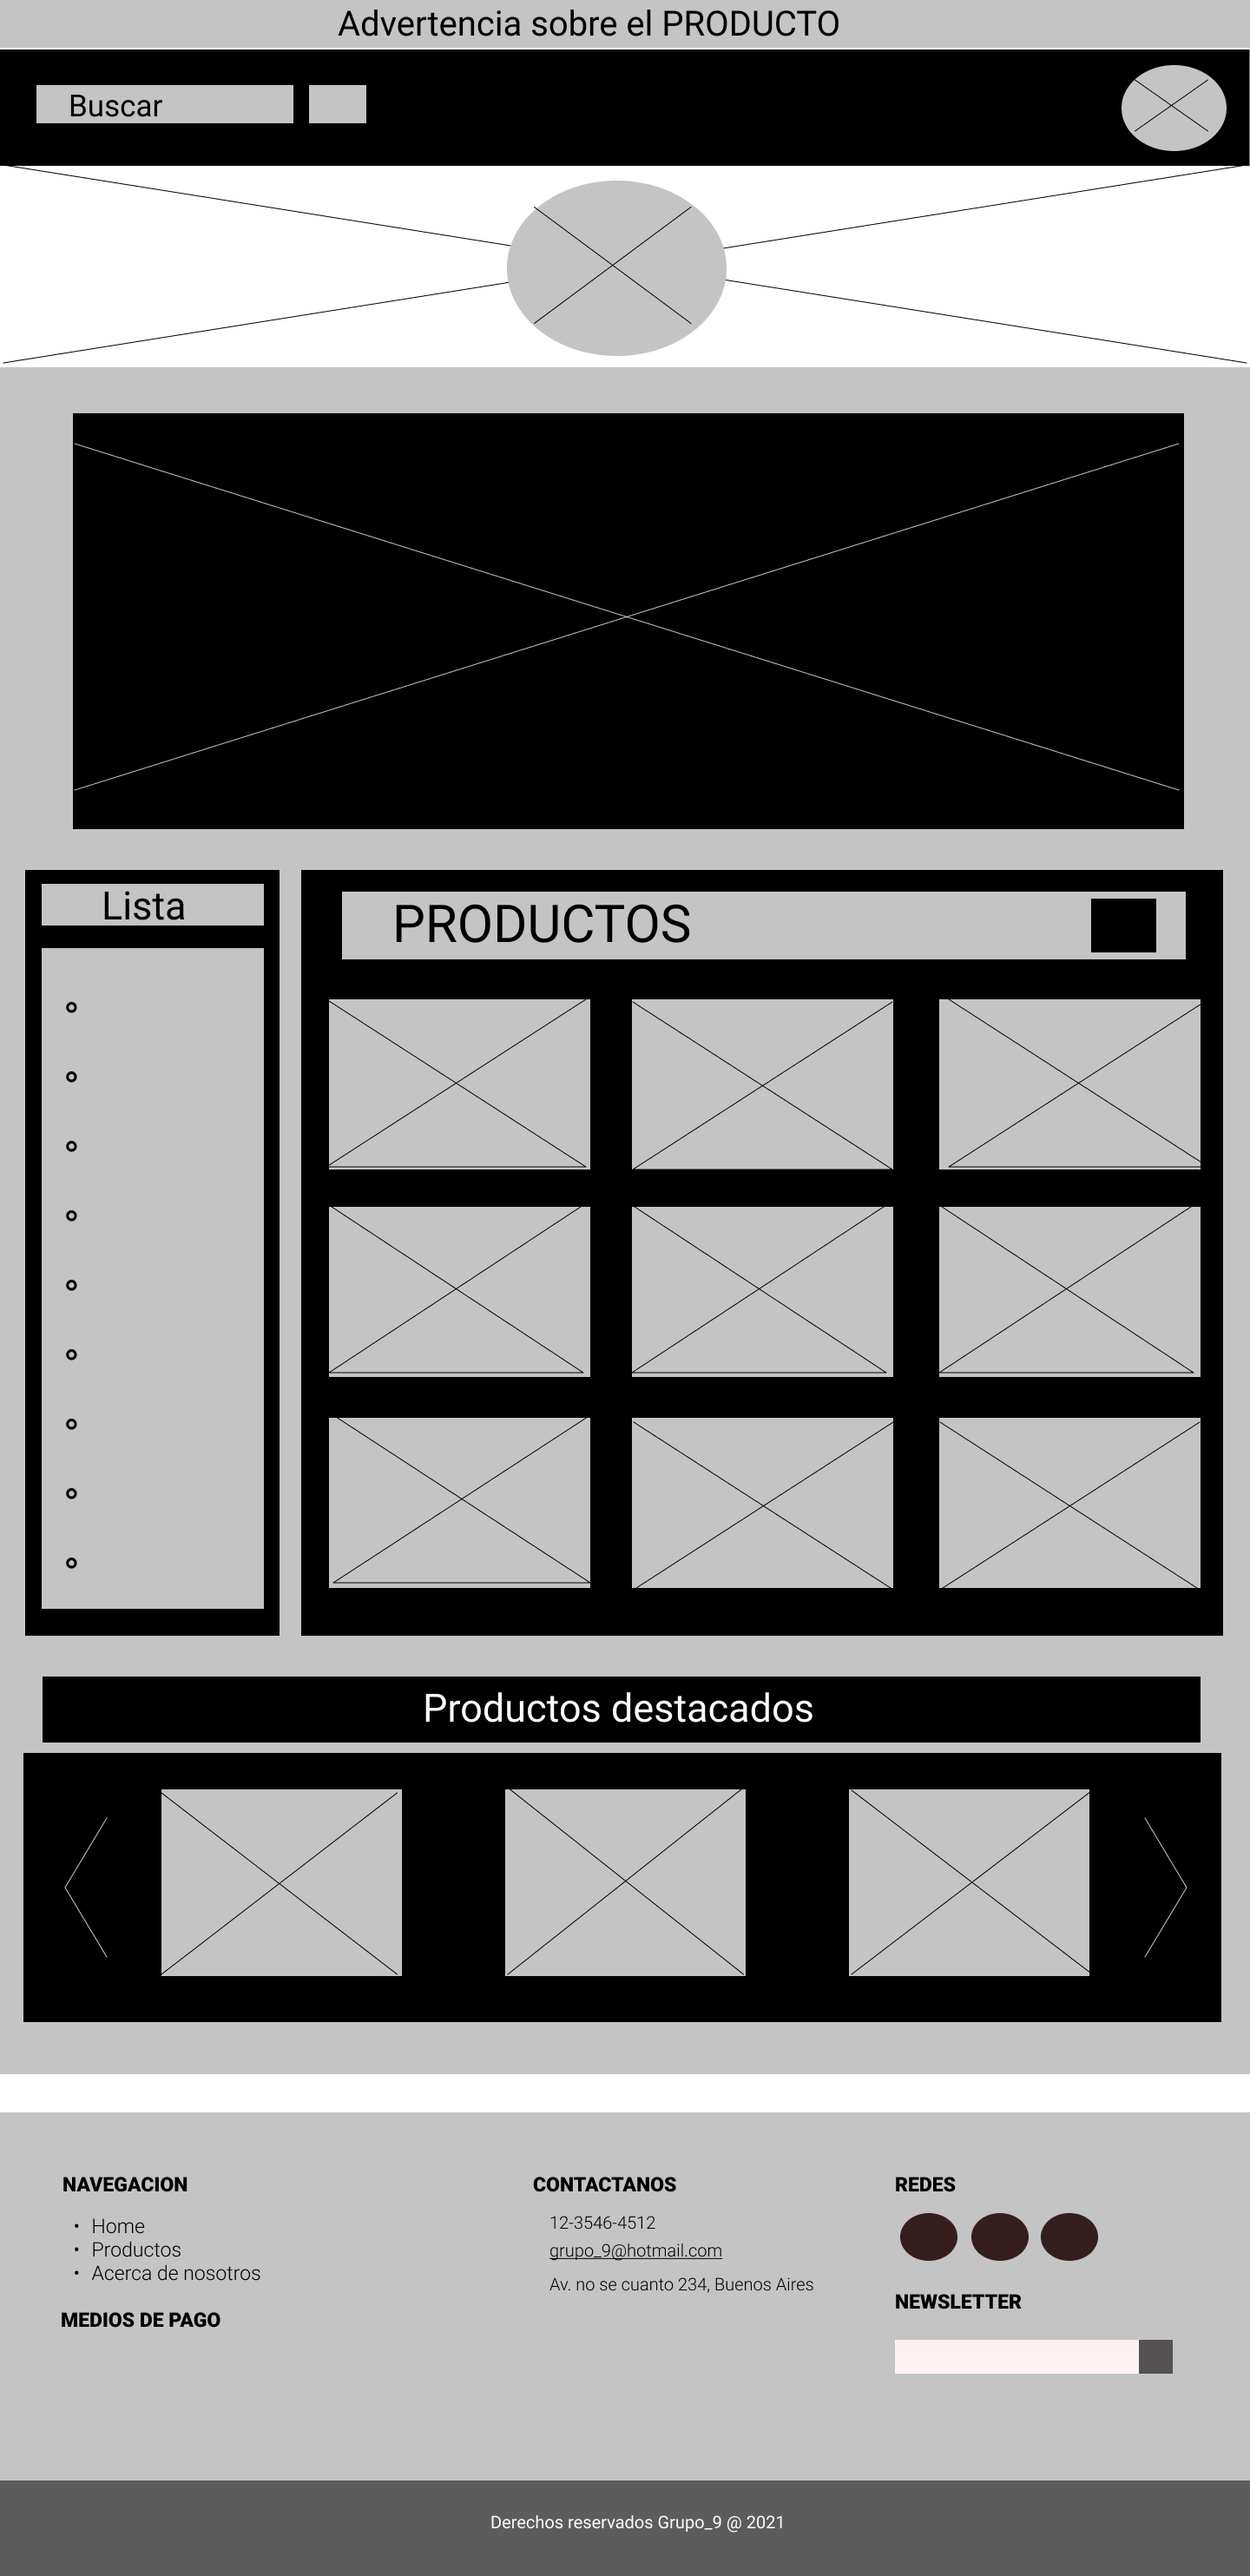 Advertencia sobre el PRODUCTO
Buscar
Lista
PRODUCTOS
Productos destacados
NAVEGACION
• Home
• Productos
• Acerca de nosotros
MEDIOS DE PAGO
CONTACTANOS
12-3546-4512
grupo_9@hotmail.com
Av. no se cuanto 234, Buenos Aires
REDES
NEWSLETTER
Derechos reservados Grupo_9 @ 2021